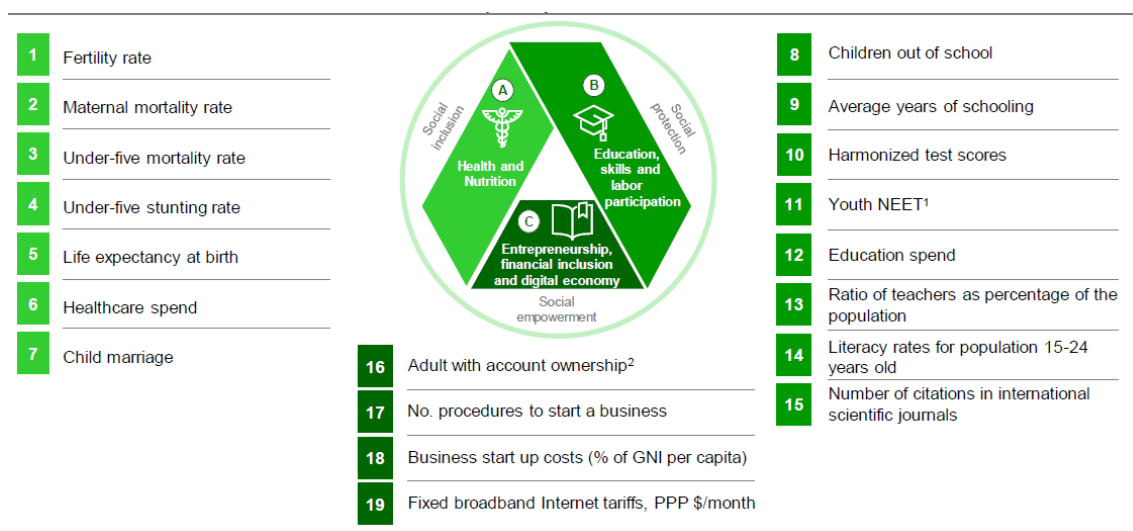 1
Fertility rate
2
Maternal mortality rate
3
Under-five mortality rate
4
Under-five stunting rate
5
Life expectancy at birth
6
Healthcare spend
7
Child marriage
Social
inclusion
A
Health and
Nutrition
Social
protection
B
Education,
skills and
labor
participation
C
Entrepreneurship,
financial inclusion
and digital economy
Social
empowerment
8
Children out of school
9
Average years of schooling
10
Harmonized test scores
11
Youth NEET¹
12
Education spend
13
Ratio of teachers as percentage of the
population
14
Literacy rates for population 15-24
years old
15
Number of citations in international
scientific journals
16
Adult with account ownership²
17
No. procedures to start a business
18
Business start up costs (% of GNI per capita)
19
Fixed broadband Internet tariffs, PPP $/month